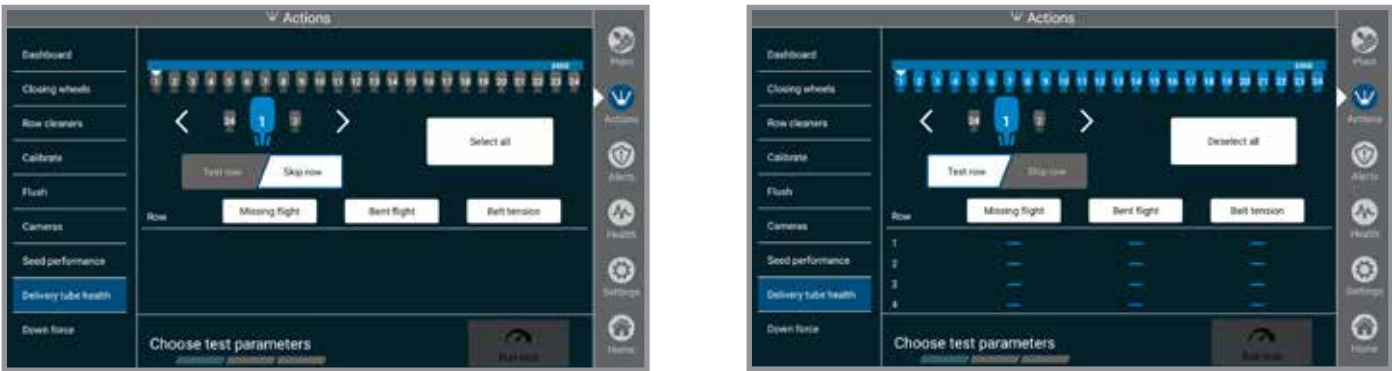 Actions
Dashboard
Closing wheels
Row cleaners
Calibrate
Flush
Cameras
Seed performance
Delivery tube health
Down force
1 2 3 4 5 6 7 8 9 10 11 12 13 14 15 16 17 18 19 20 21 22 23 24
24 1 2
Select all
Test row Skip row
Row Missing flight Bent flight Belt tension
Choose test parameters
Run test
Plans
Actions
Alerts
Health
Settings
Home
Actions
Dashboard
Closing wheels
Row cleaners
Calibrate
Flush
Cameras
Seed performance
Delivery tube health
Down force
1 2 3 4 5 6 7 8 9 10 11 12 13 14 15 16 17 18 19 20 21 22 23 24
24 1 2
Deselect all
Test row Skip row
Row Missing flight Bent flight Belt tension
1
2
3
4
Choose test parameters
Run test
Actions
Alerts
Health
Settings
Home